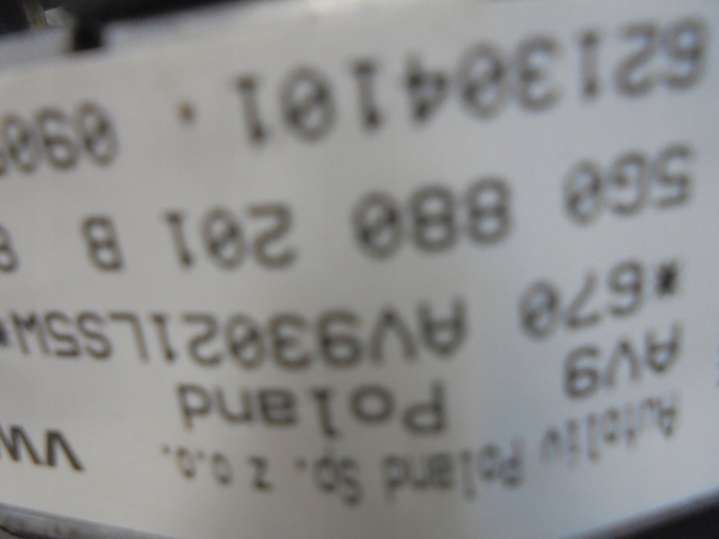 Autoliv Poland Sp. z o.o. VW
AV9 Poland
*670 AV93021LSSW*
5G0 880 201 B
621304101 .